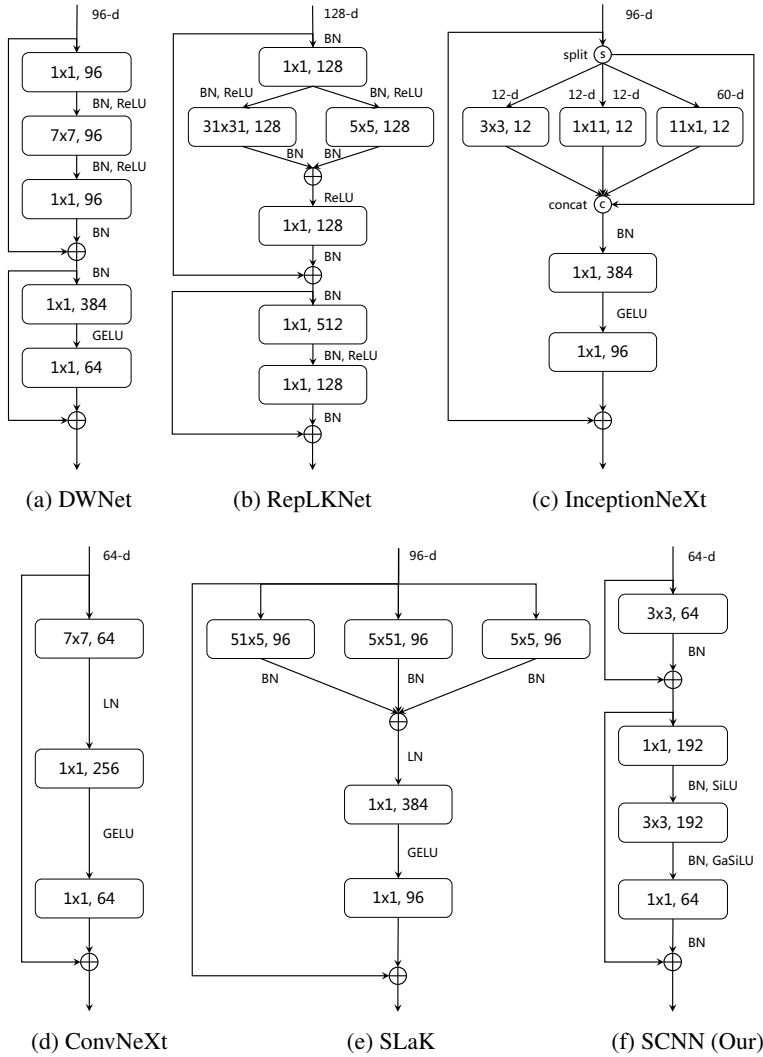 96-d
1x1, 96
BN, ReLU
7x7, 96
BN, ReLU
1x1, 96
BN
BN
1x1, 384
GELU
1x1, 64
(a) DWNet
128-d
BN
1x1, 128
BN, ReLU
BN, ReLU
31x31, 128
5x5, 128
BN
BN
ReLU
1x1, 128
BN
BN
1x1, 512
BN, ReLU
1x1, 128
BN
(b) RepLKNet
96-d
split
s
12-d
12-d
12-d
60-d
3x3, 12
1x11, 12
11x1, 12
concat
c
BN
1x1, 384
GELU
1x1, 96
(c) InceptionNeXt
64-d
7x7, 64
LN
1x1, 256
GELU
1x1, 64
(d) ConvNeXt
96-d
51x5, 96
5x51, 96
5x5, 96
BN
BN
BN
LN
1x1, 384
GELU
1x1, 96
(e) SLaK
64-d
3x3, 64
BN
1x1, 192
BN, SiLU
3x3, 192
BN, GaSiLU
1x1, 64
BN
(f) SCNN (Our)